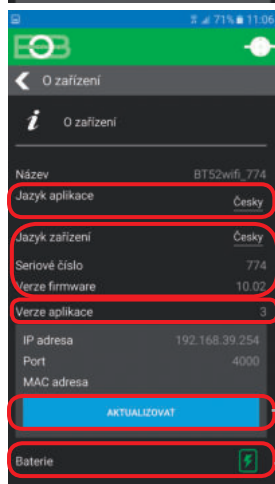 71% 11:06
EOB
O zařízení
i O zařízení
Název BT52wifi_774
Jazyk aplikace Česky
Jazyk zařízení Česky
Seriové číslo 774
Verze firmware 10.02
Verze aplikace 3
IP adresa 192.168.39.254
Port 4000
MAC adresa
AKTUALIZOVAT
Baterie